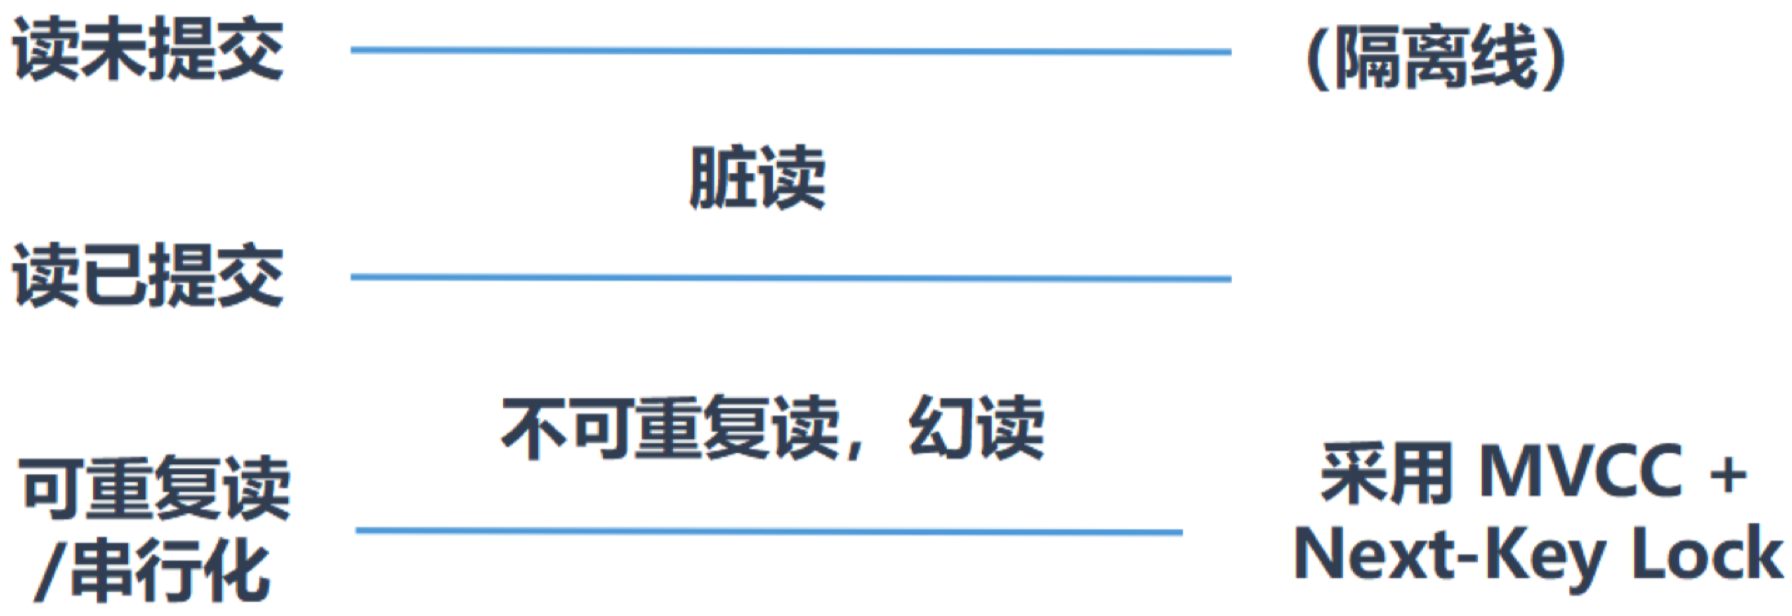 读未提交
（隔离线）
脏读
读已提交
不可重复读，幻读
可重复读
/串行化
采用 MVCC +
Next-Key Lock